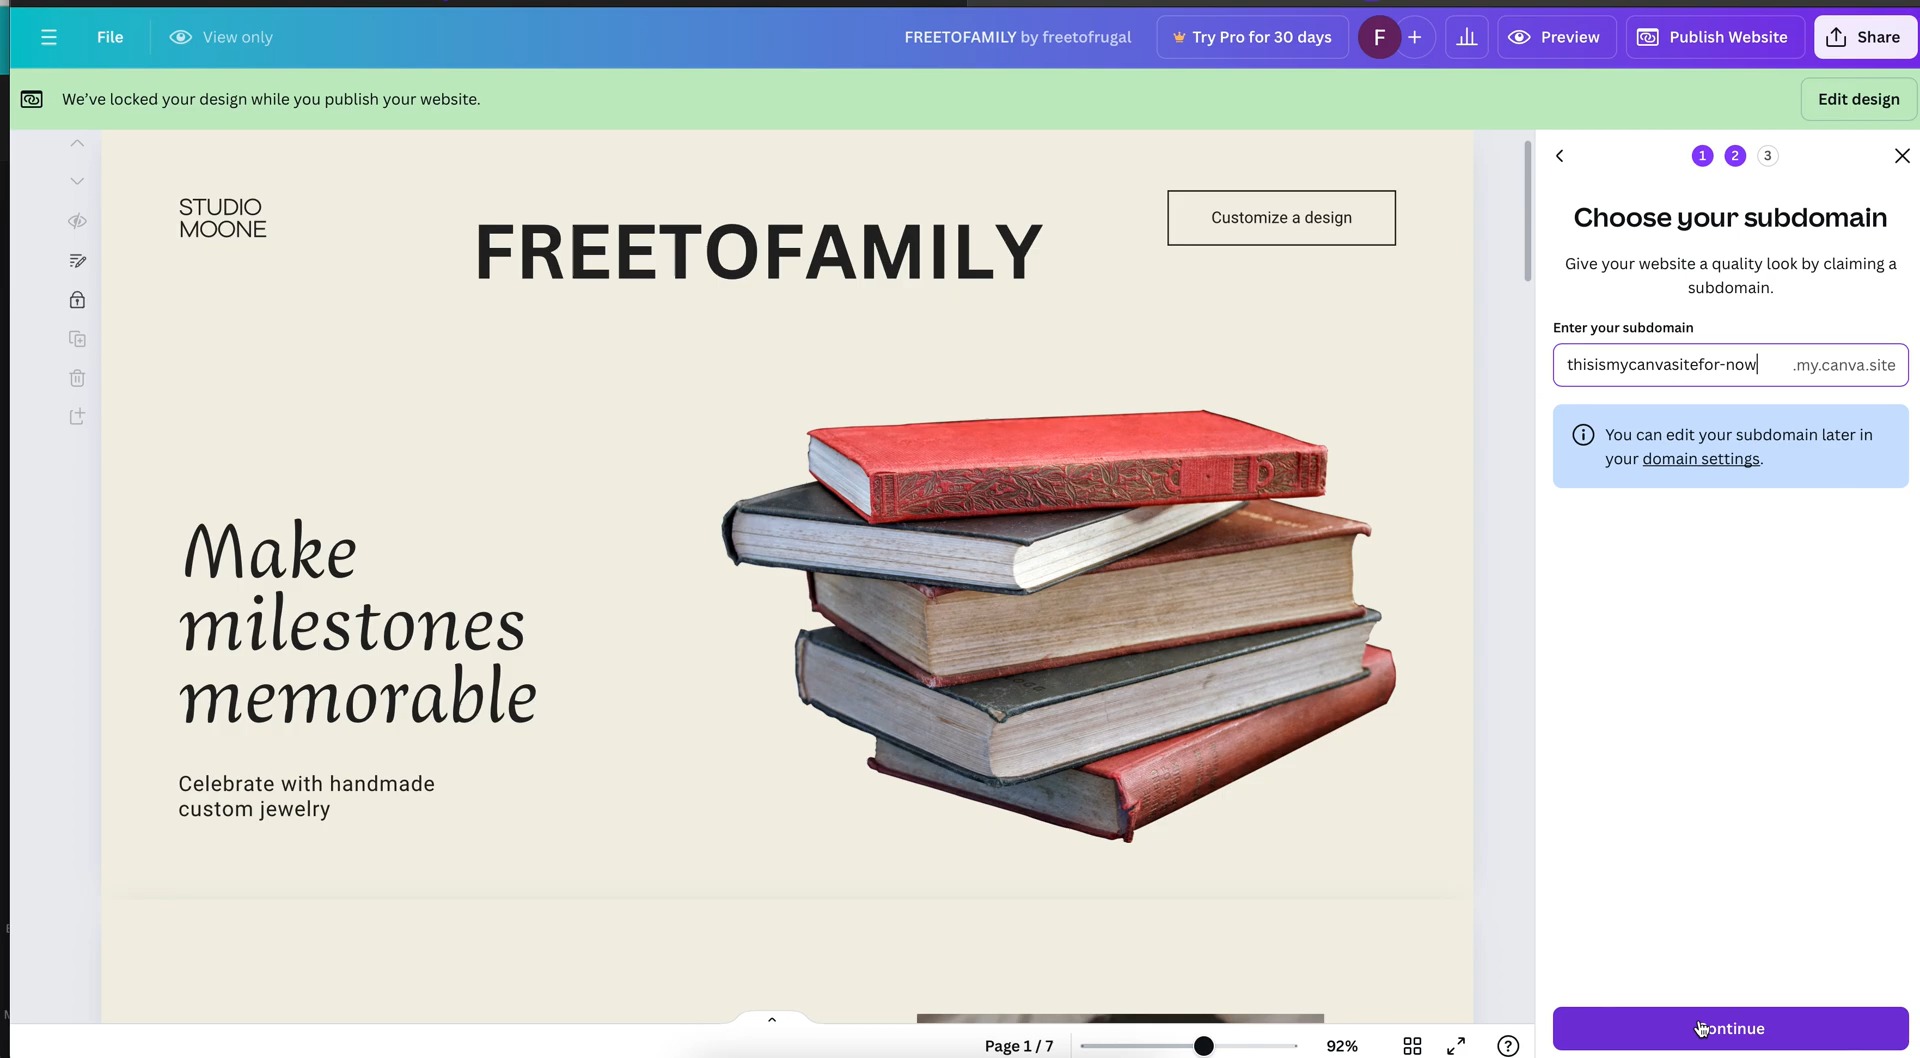 File
View only
FREETOFAMILY by freetofrugal
Try Pro for 30 days
F
+
Preview
Publish Website
Share
We've locked your design while you publish your website.
Edit design
1
2
3
STUDIO
MOONE
FREETOFAMILY
Customize a design
Make
milestones
memorable
Celebrate with handmade
custom jewelry
Choose your subdomain
Give your website a quality look by claiming a
subdomain.
Enter your subdomain
thisismycanvasitefor-now
.my.canva.site
You can edit your subdomain later in
your domain settings.
Continue
Page 1 / 7
92%
?